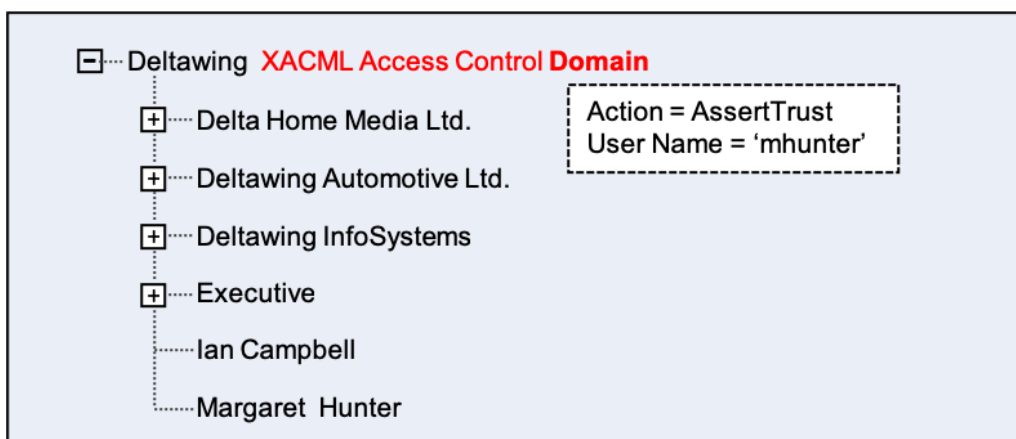 Deltawing XACML Access Control Domain
Action = AssertTrust
User Name = ‘mhunter’
Delta Home Media Ltd.
Deltawing Automotive Ltd.
Deltawing InfoSystems
Executive
Ian Campbell
Margaret Hunter